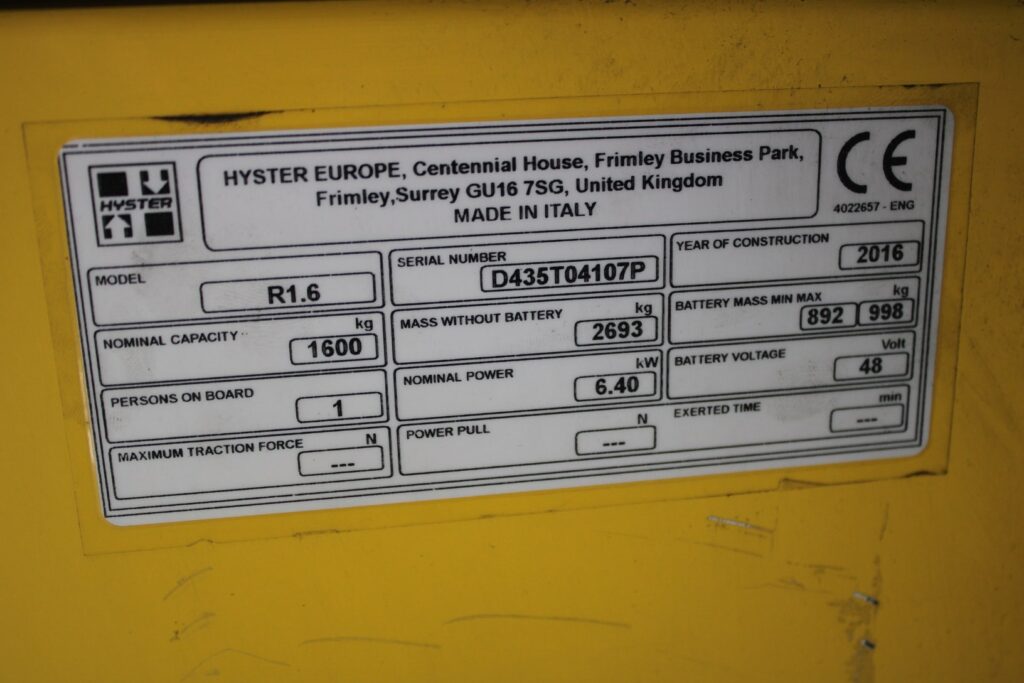 HYSTER
HYSTER EUROPE, Centennial House, Frimley Business Park,
Frimley,Surrey GU16 7SG, United Kingdom
MADE IN ITALY
CE
4022657 - ENG
MODEL
R1.6
SERIAL NUMBER
D435T04107P
YEAR OF CONSTRUCTION
2016
NOMINAL CAPACITY
kg
1600
MASS WITHOUT BATTERY
kg
2693
BATTERY MASS MIN MAX
kg
892 998
PERSONS ON BOARD
1
NOMINAL POWER
kW
6.40
BATTERY VOLTAGE
Volt
48
MAXIMUM TRACTION FORCE
N
---
POWER PULL
N
---
EXERTED TIME
min
---